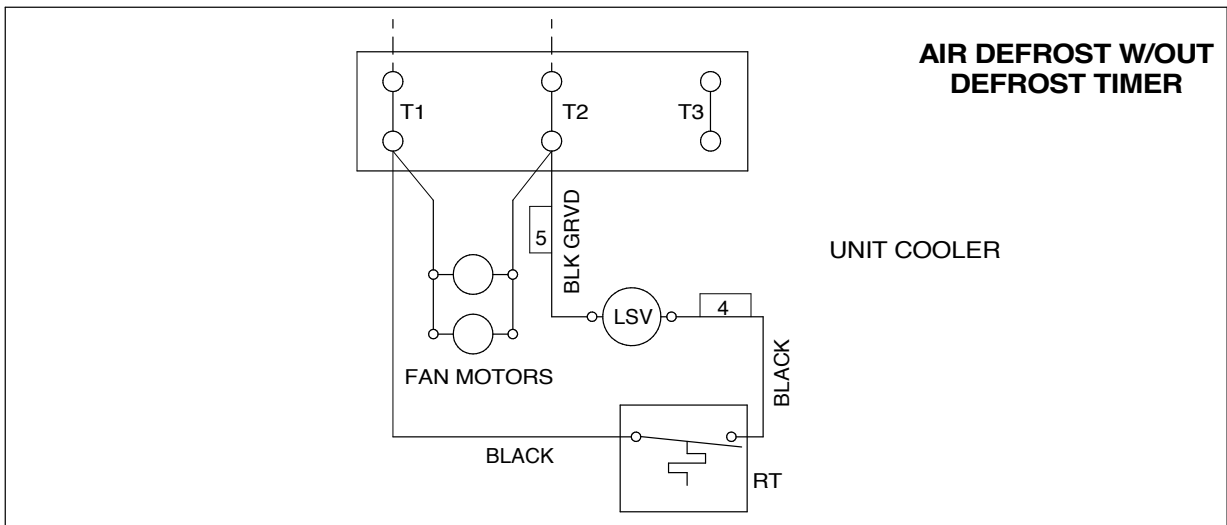 AIR DEFROST W/OUT
DEFROST TIMER
T1
T2
T3
5
BLK GRVD
UNIT COOLER
LSV
4
FAN MOTORS
BLACK
BLACK
RT